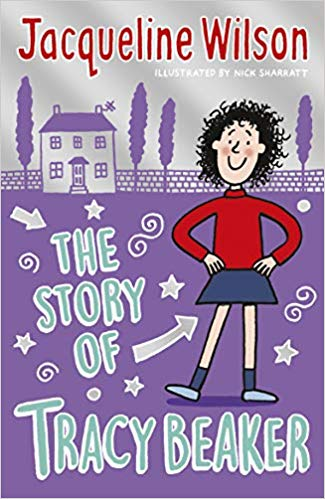 Jacqueline Wilson
ILLUSTRATED BY NICK SHARRATT
THE
STORY
OF
TRACY BEAKER